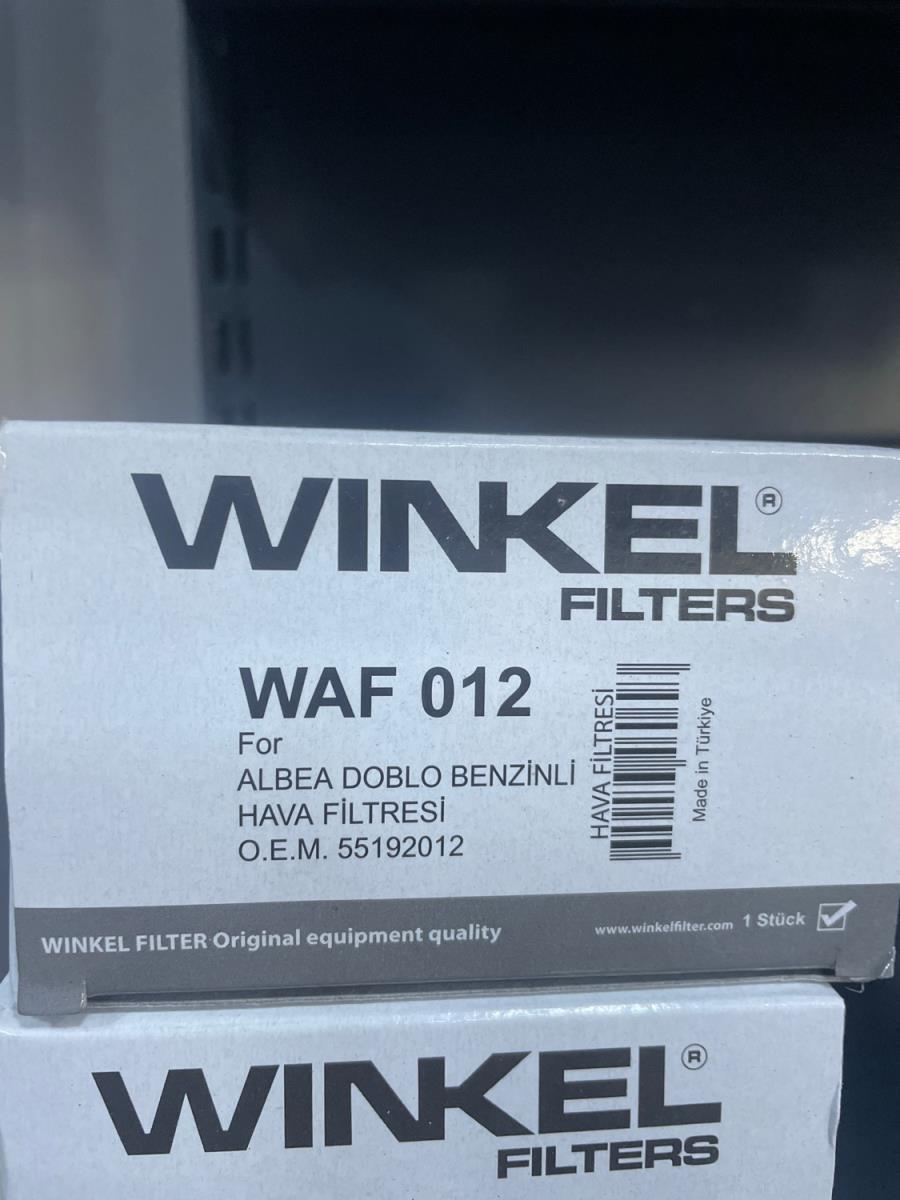 WINKEL®
FILTERS
WAF 012
For
ALBEA DOBLO BENZİNLİ
HAVA FİLTRESİ
O.E.M. 55192012
HAVA FİLTRESİ
Made in Türkiye
WINKEL FILTER Original equipment quality
www.winkelfilter.com 1 Stück
WINKEL®
FILTERS